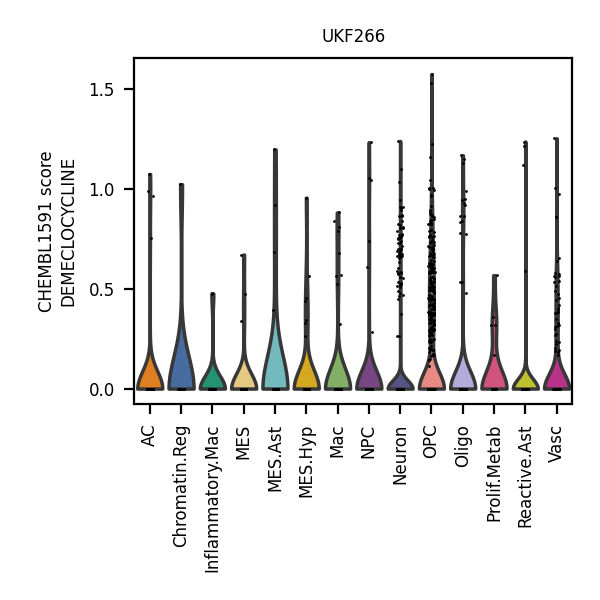 UKF266
CHEMBL1591 score
DEMECLOCYCLINE
1.5
1.0
0.5
0.0
AC
Chromatin.Reg
Inflammatory.Mac
MES
MES.Ast
MES.Hyp
Mac
NPC
Neuron
OPC
Oligo
Prolif.Metab
Reactive.Ast
Vasc